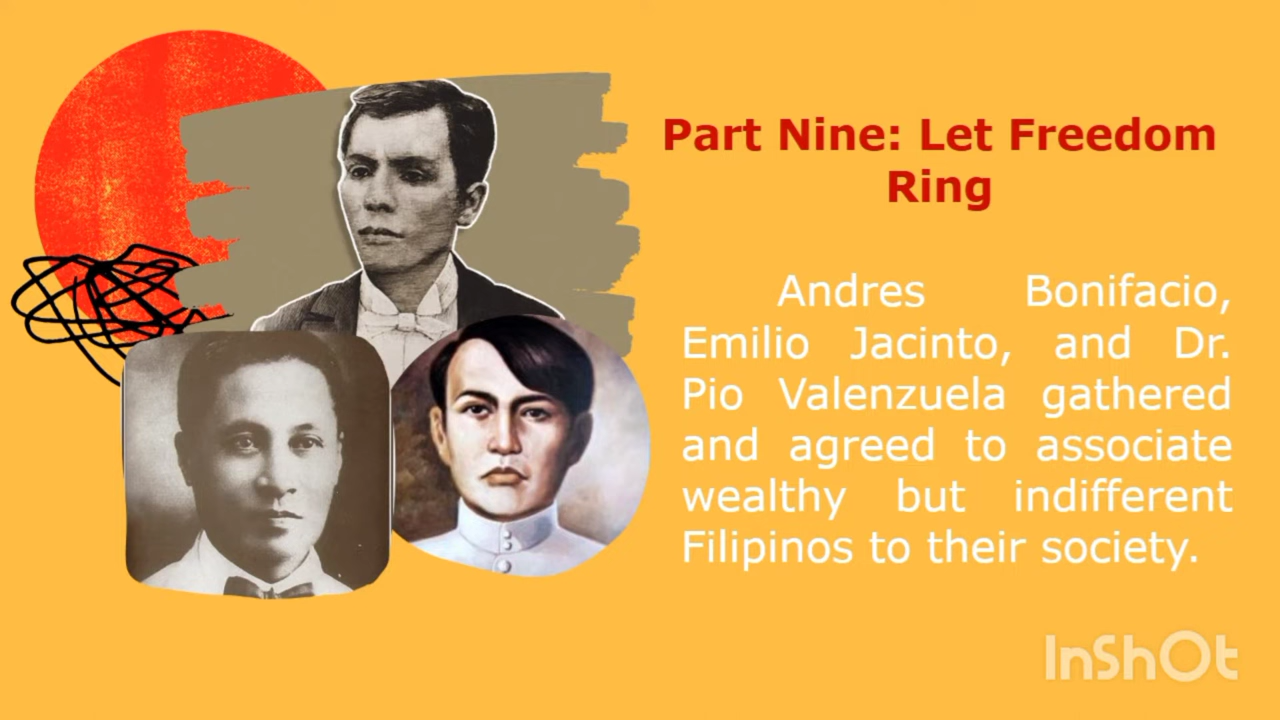 Part Nine: Let Freedom
Ring
Andres Bonifacio,
Emilio Jacinto, and Dr.
Pio Valenzuela gathered
and agreed to associate
wealthy but indifferent
Filipinos to their society.
InShOt